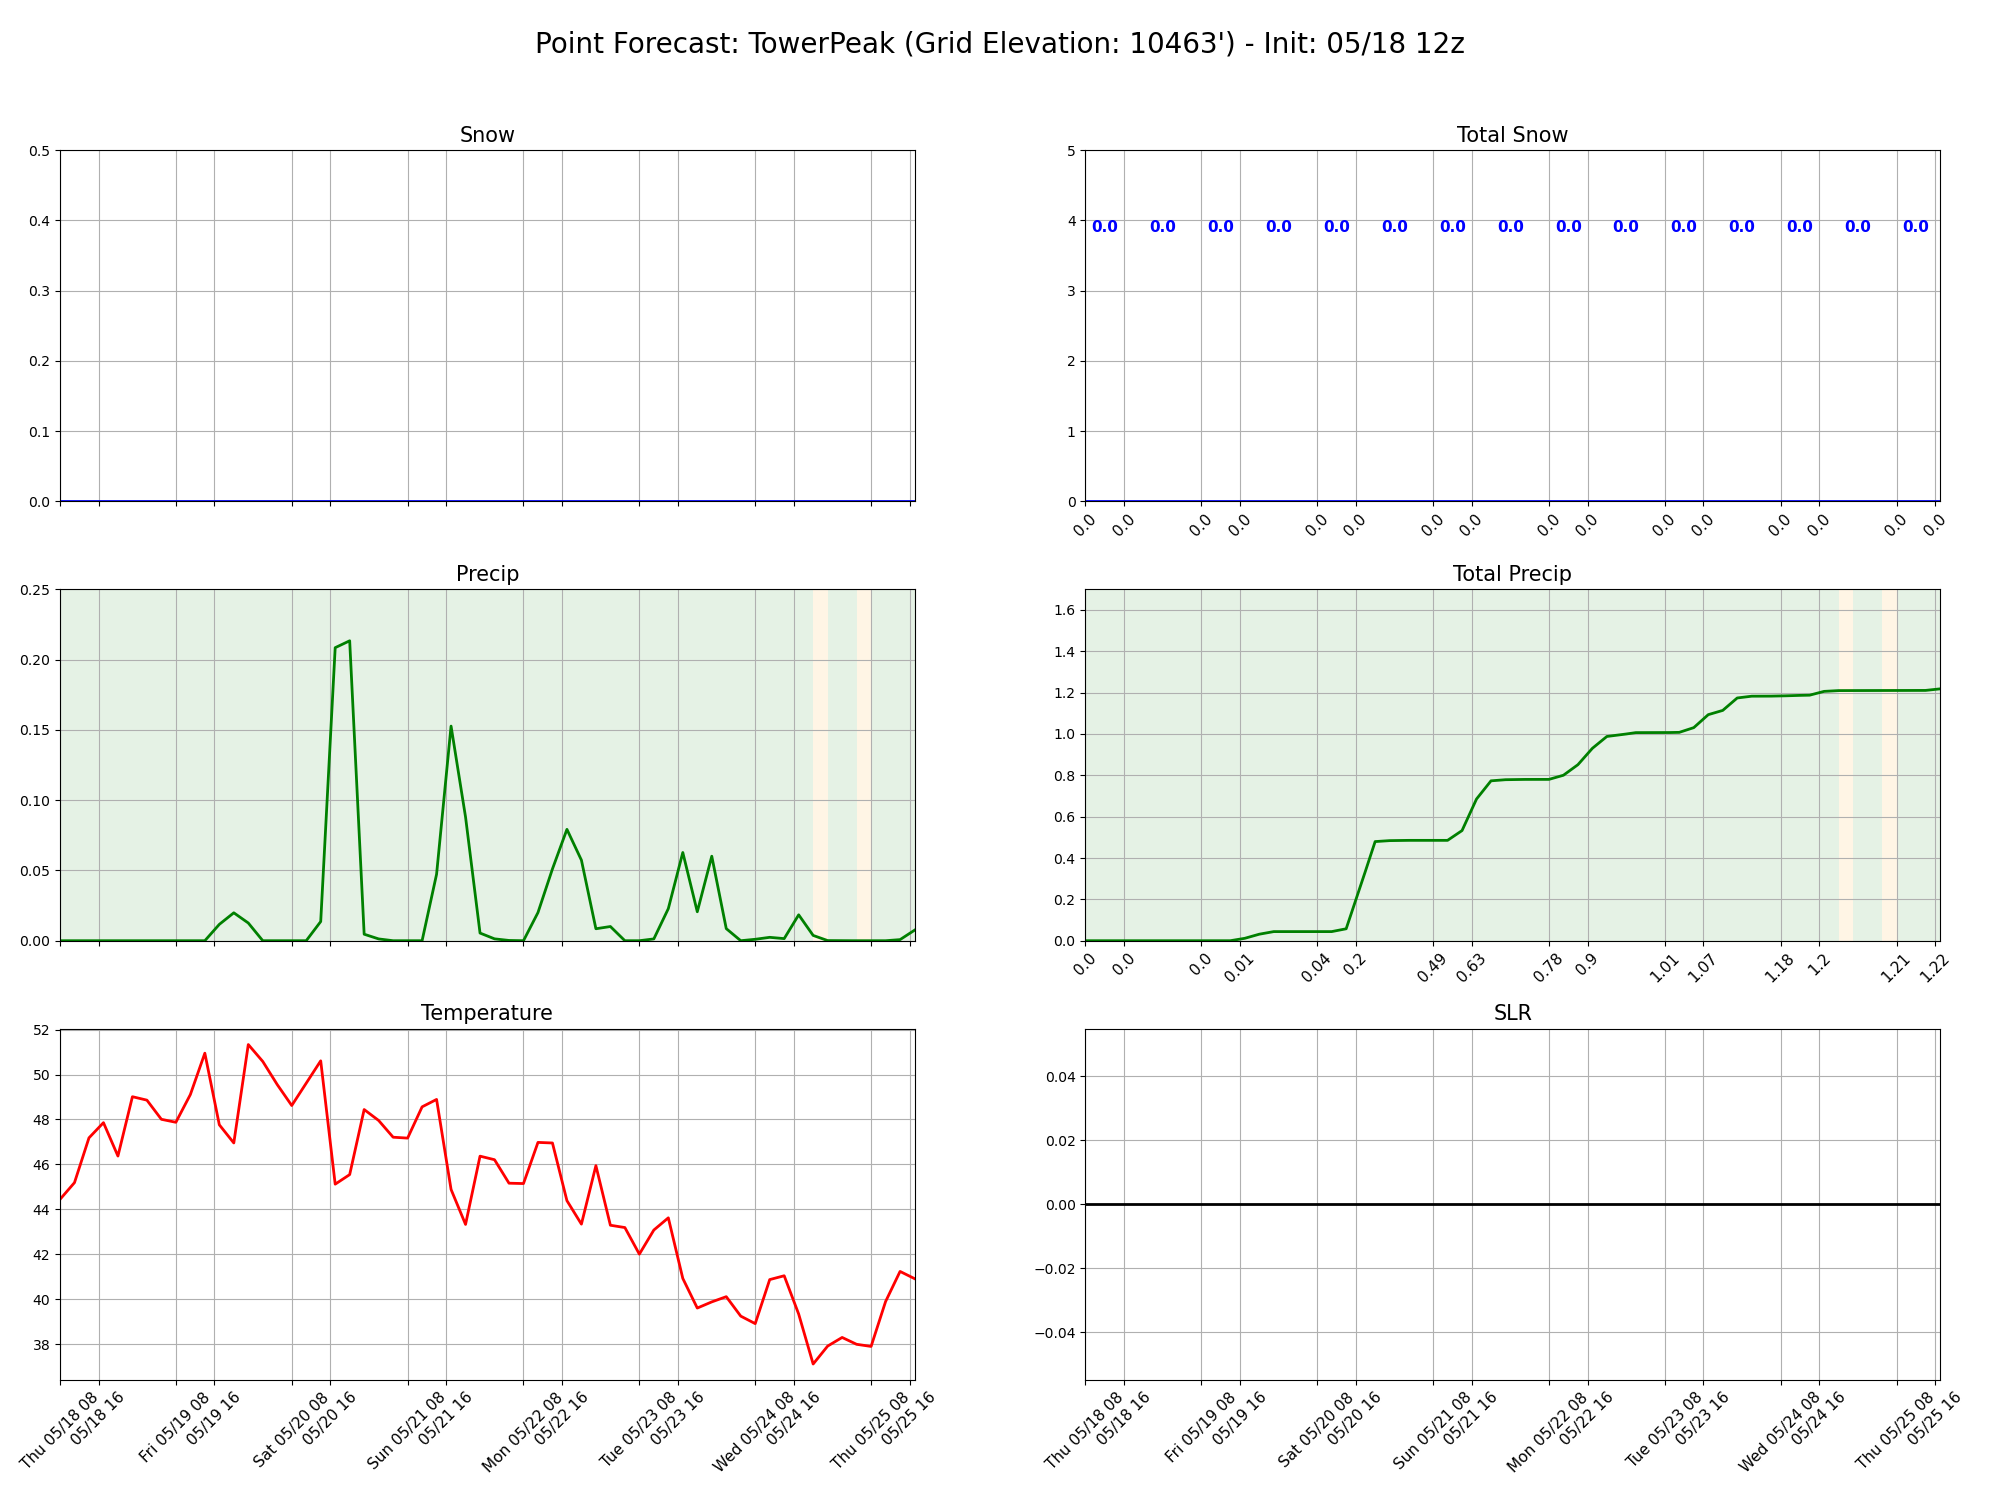 Point Forecast: TowerPeak (Grid Elevation: 10463') - Init: 05/18 12z
Snow
0.5
0.4
0.3
0.2
0.1
0.0
Total Snow
5
4
3
2
1
0
0.0 0.0 0.0 0.0 0.0 0.0 0.0 0.0 0.0 0.0 0.0 0.0 0.0 0.0 0.0
0.0 0.0 0.0 0.0 0.0 0.0 0.0 0.0 0.0 0.0 0.0 0.0 0.0 0.0 0.0 0.0
Precip
0.25
0.20
0.15
0.10
0.05
0.00
Total Precip
1.6
1.4
1.2
1.0
0.8
0.6
0.4
0.2
0.0
0.0 0.0 0.0 0.01 0.04 0.2 0.49 0.63 0.78 0.9 1.01 1.07 1.18 1.2 1.21 1.22
Temperature
52
50
48
46
44
42
40
38
Thu 05/18 08
05/18 16
Fri 05/19 08
05/19 16
Sat 05/20 08
05/20 16
Sun 05/21 08
05/21 16
Mon 05/22 08
05/22 16
Tue 05/23 08
05/23 16
Wed 05/24 08
05/24 16
Thu 05/25 08
05/25 16
SLR
0.04
0.02
0.00
−0.02
−0.04
Thu 05/18 08
05/18 16
Fri 05/19 08
05/19 16
Sat 05/20 08
05/20 16
Sun 05/21 08
05/21 16
Mon 05/22 08
05/22 16
Tue 05/23 08
05/23 16
Wed 05/24 08
05/24 16
Thu 05/25 08
05/25 16